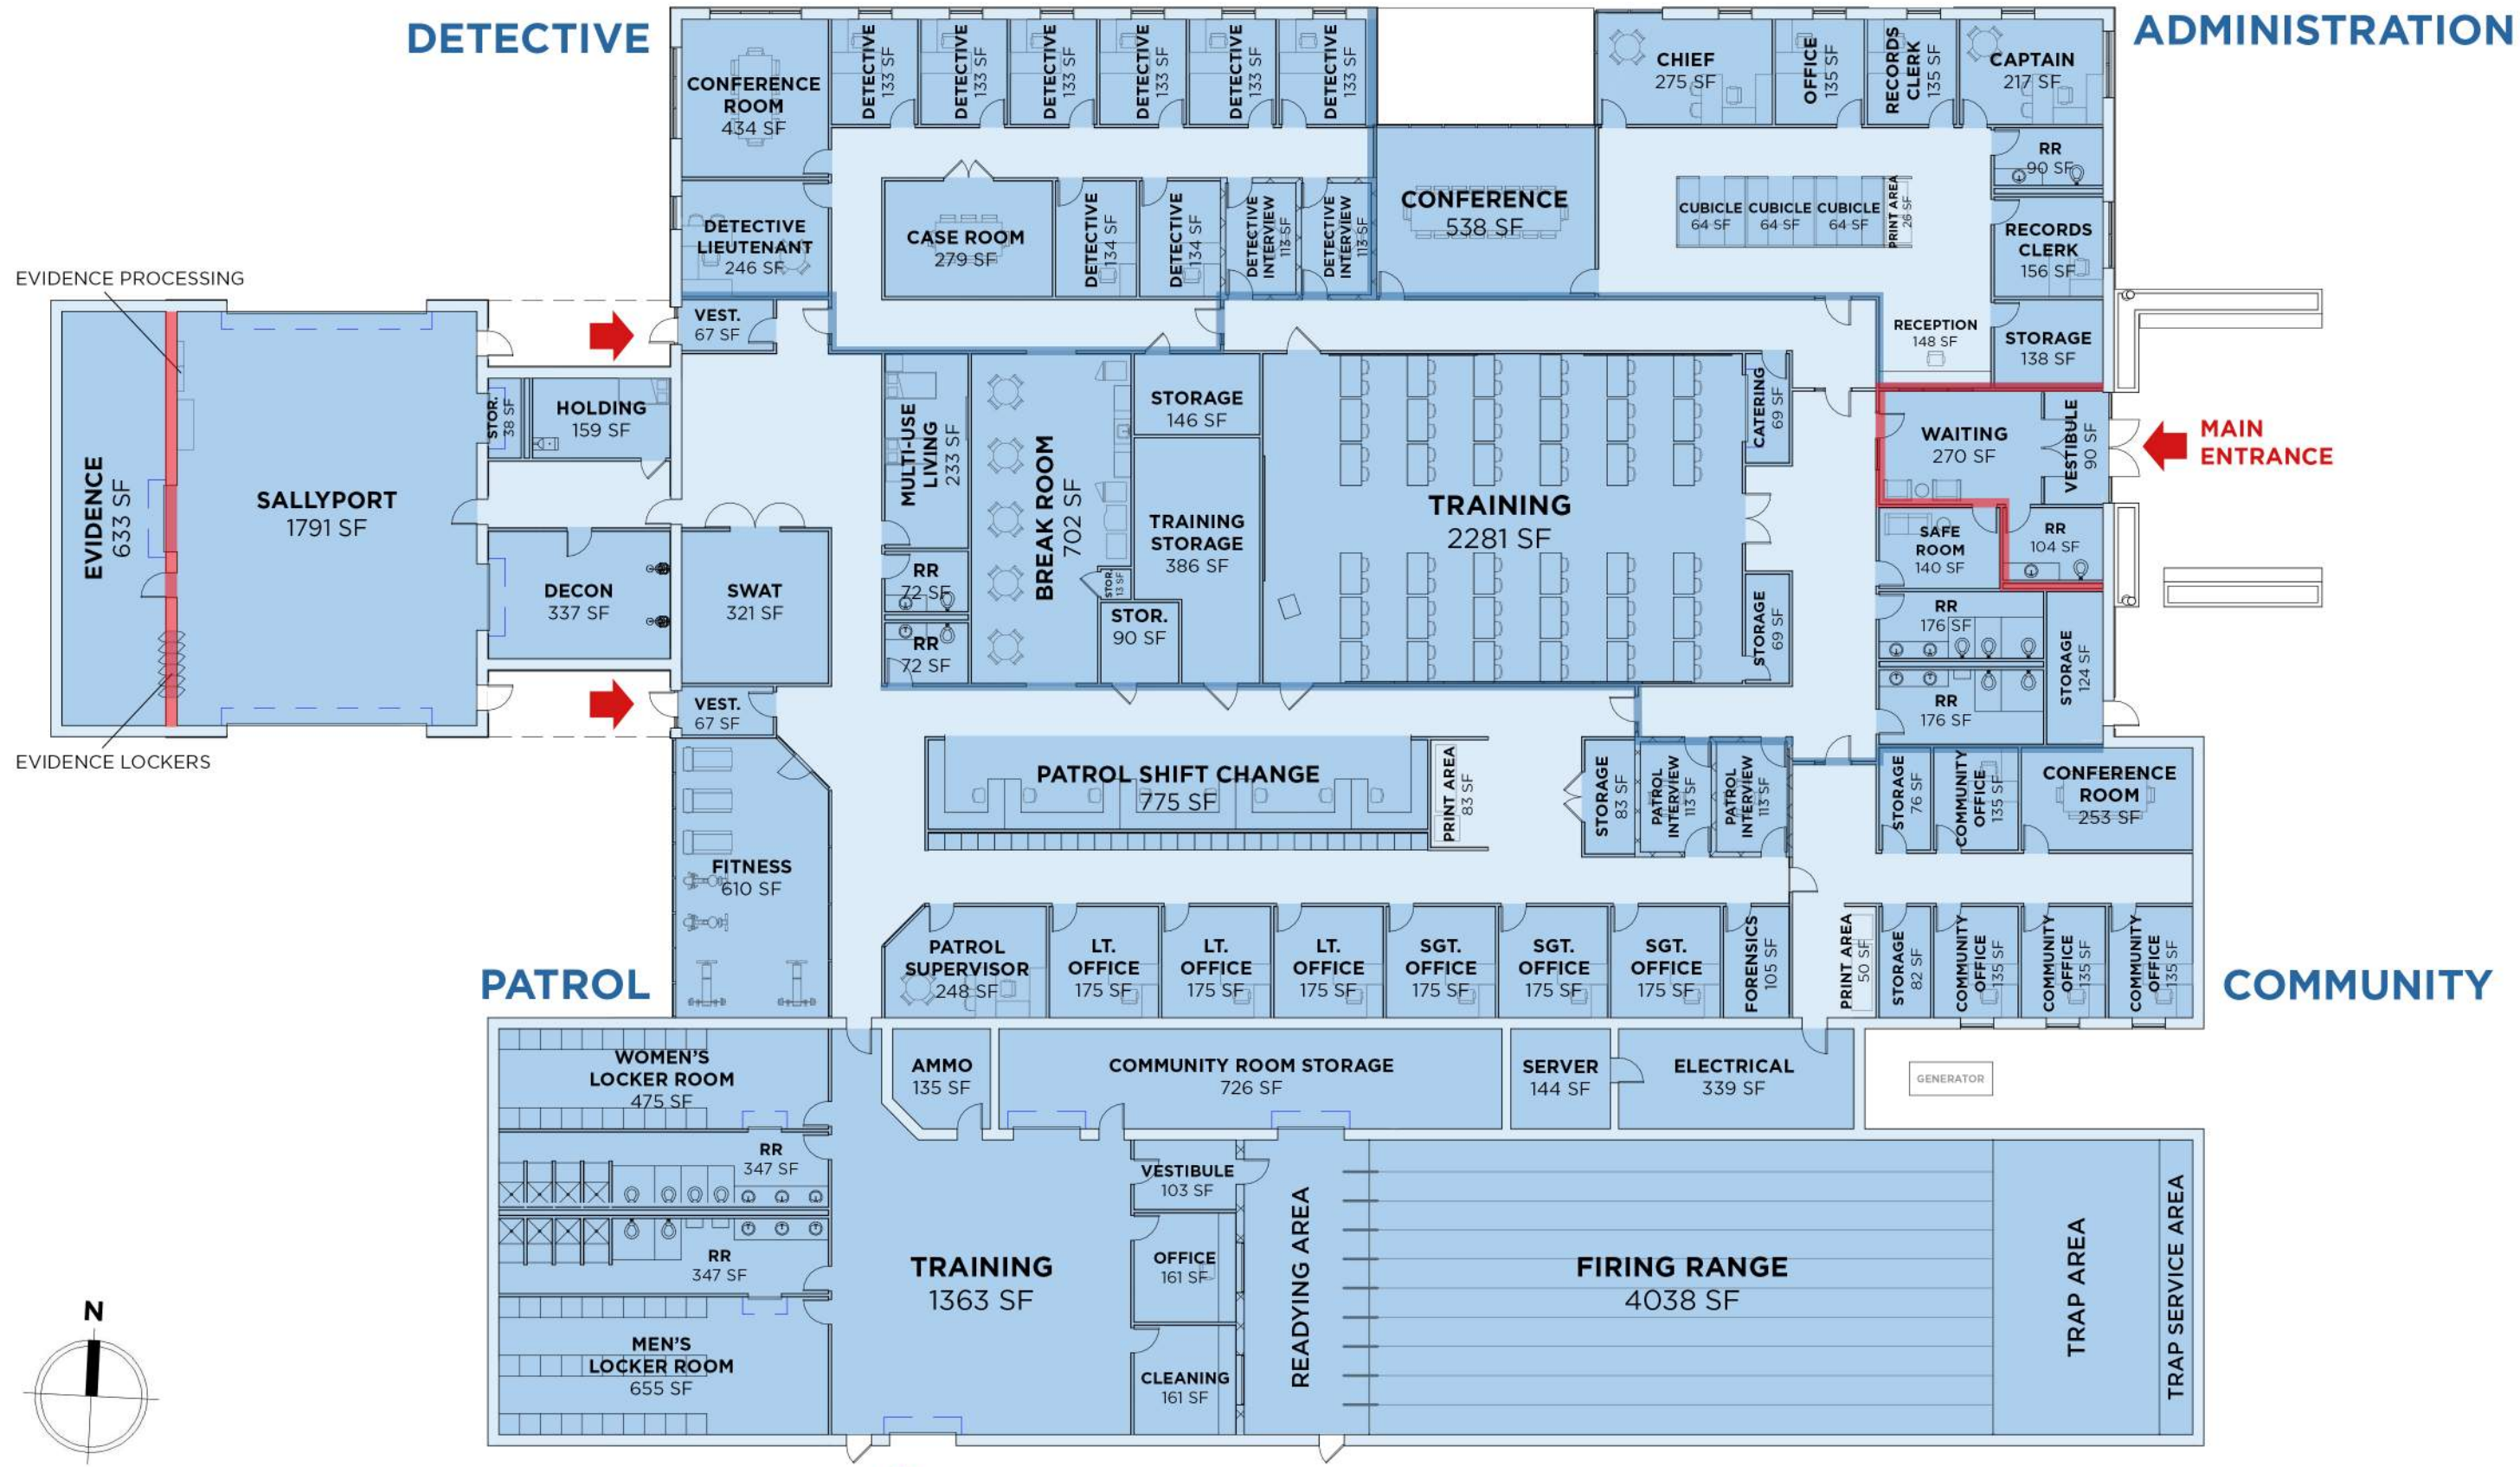 DETECTIVE
ADMINISTRATION
CONFERENCE
ROOM
434 SF
DETECTIVE
133 SF
DETECTIVE
133 SF
DETECTIVE
133 SF
DETECTIVE
133 SF
DETECTIVE
133 SF
DETECTIVE
133 SF
CHIEF
275 SF
OFFICE
135 SF
RECORDS
CLERK
135 SF
CAPTAIN
217 SF
RR
90 SF
DETECTIVE
LIEUTENANT
246 SF
CASE ROOM
279 SF
DETECTIVE
134 SF
DETECTIVE
134 SF
DETECTIVE
INTERVIEW
113 SF
DETECTIVE
INTERVIEW
113 SF
CONFERENCE
538 SF
CUBICLE
64 SF
CUBICLE
64 SF
CUBICLE
64 SF
PRINT AREA
26 SF
RECORDS
CLERK
156 SF
EVIDENCE PROCESSING
VEST.
67 SF
RECEPTION
148 SF
STORAGE
138 SF
EVIDENCE
633 SF
SALLYPORT
1791 SF
STOR.
38 SF
HOLDING
159 SF
MULTI-USE
LIVING
233 SF
BREAK ROOM
702 SF
STORAGE
146 SF
TRAINING
STORAGE
386 SF
TRAINING
2281 SF
CATERING
69 SF
WAITING
270 SF
VESTIBULE
90 SF
MAIN
ENTRANCE
DECON
337 SF
SWAT
321 SF
RR
72 SF
RR
72 SF
STOR.
13 SF
STOR.
90 SF
STORAGE
69 SF
SAFE
ROOM
140 SF
RR
104 SF
RR
176 SF
RR
176 SF
STORAGE
124 SF
VEST.
67 SF
EVIDENCE LOCKERS
PATROL SHIFT CHANGE
775 SF
PRINT AREA
83 SF
STORAGE
83 SF
PATROL
INTERVIEW
113 SF
PATROL
INTERVIEW
113 SF
STORAGE
76 SF
COMMUNITY
OFFICE
135 SF
CONFERENCE
ROOM
253 SF
FITNESS
610 SF
PATROL
PATROL
SUPERVISOR
248 SF
LT.
OFFICE
175 SF
LT.
OFFICE
175 SF
LT.
OFFICE
175 SF
SGT.
OFFICE
175 SF
SGT.
OFFICE
175 SF
SGT.
OFFICE
175 SF
FORENSICS
105 SF
PRINT AREA
50 SF
STORAGE
82 SF
COMMUNITY
OFFICE
135 SF
COMMUNITY
OFFICE
135 SF
COMMUNITY
OFFICE
135 SF
COMMUNITY
WOMEN'S
LOCKER ROOM
475 SF
AMMO
135 SF
COMMUNITY ROOM STORAGE
726 SF
SERVER
144 SF
ELECTRICAL
339 SF
GENERATOR
RR
347 SF
RR
347 SF
MEN'S
LOCKER ROOM
655 SF
TRAINING
1363 SF
VESTIBULE
103 SF
OFFICE
161 SF
CLEANING
161 SF
READYING AREA
FIRING RANGE
4038 SF
TRAP AREA
TRAP SERVICE AREA
N